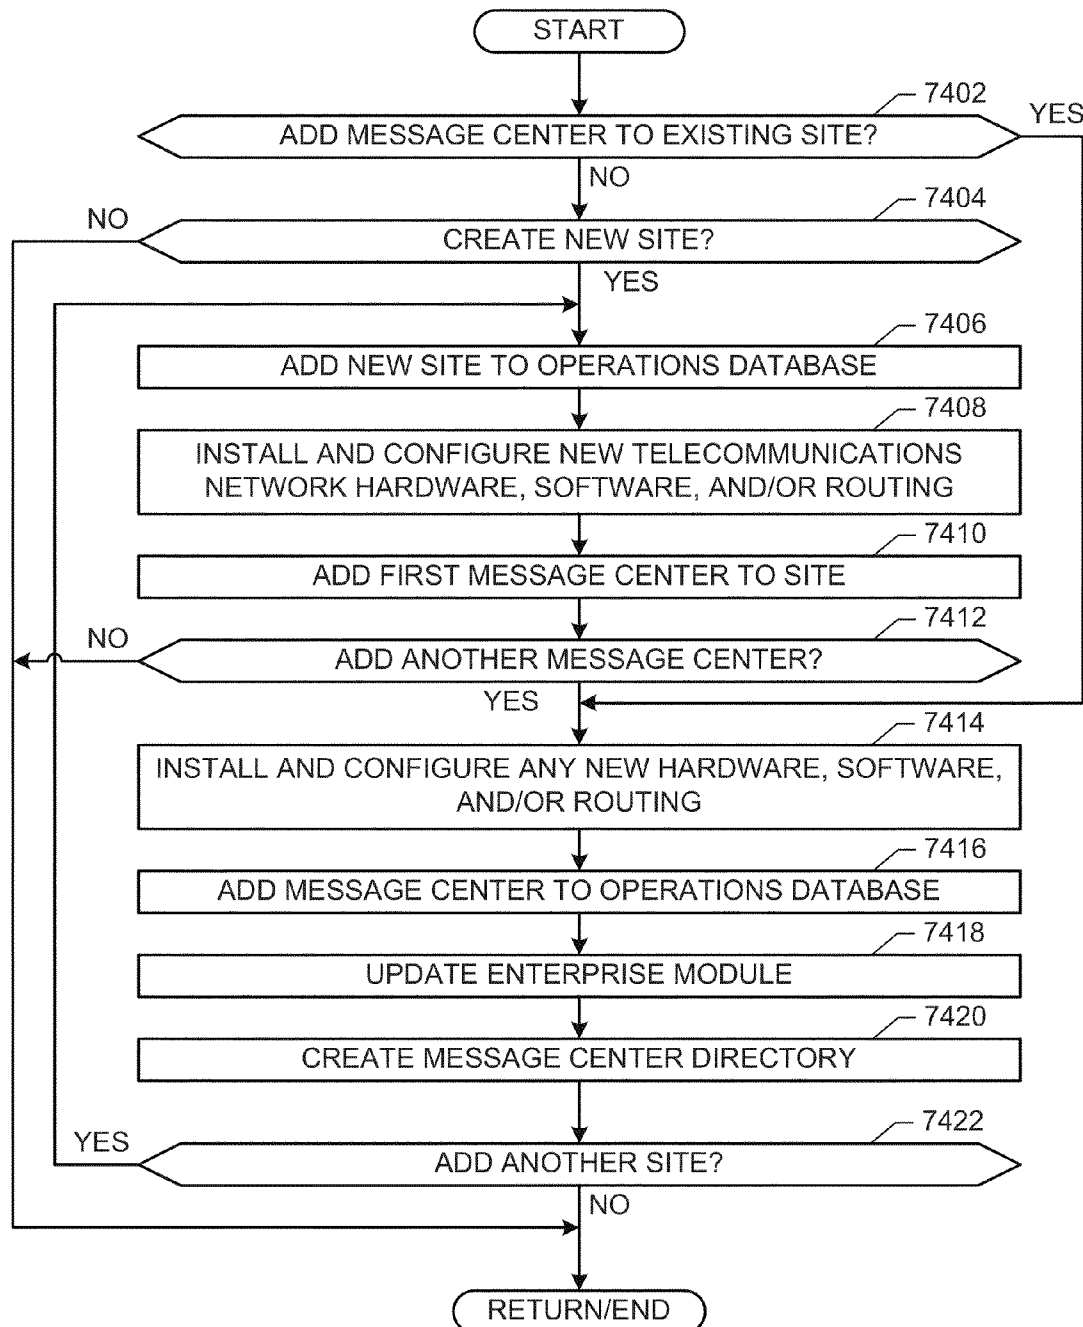 START
7402
YES
ADD MESSAGE CENTER TO EXISTING SITE?
NO
7404
NO
CREATE NEW SITE?
YES
7406
ADD NEW SITE TO OPERATIONS DATABASE
7408
INSTALL AND CONFIGURE NEW TELECOMMUNICATIONS
NETWORK HARDWARE, SOFTWARE, AND/OR ROUTING
7410
ADD FIRST MESSAGE CENTER TO SITE
7412
NO
ADD ANOTHER MESSAGE CENTER?
YES
7414
INSTALL AND CONFIGURE ANY NEW HARDWARE, SOFTWARE,
AND/OR ROUTING
7416
ADD MESSAGE CENTER TO OPERATIONS DATABASE
7418
UPDATE ENTERPRISE MODULE
7420
CREATE MESSAGE CENTER DIRECTORY
7422
YES
ADD ANOTHER SITE?
NO
RETURN/END